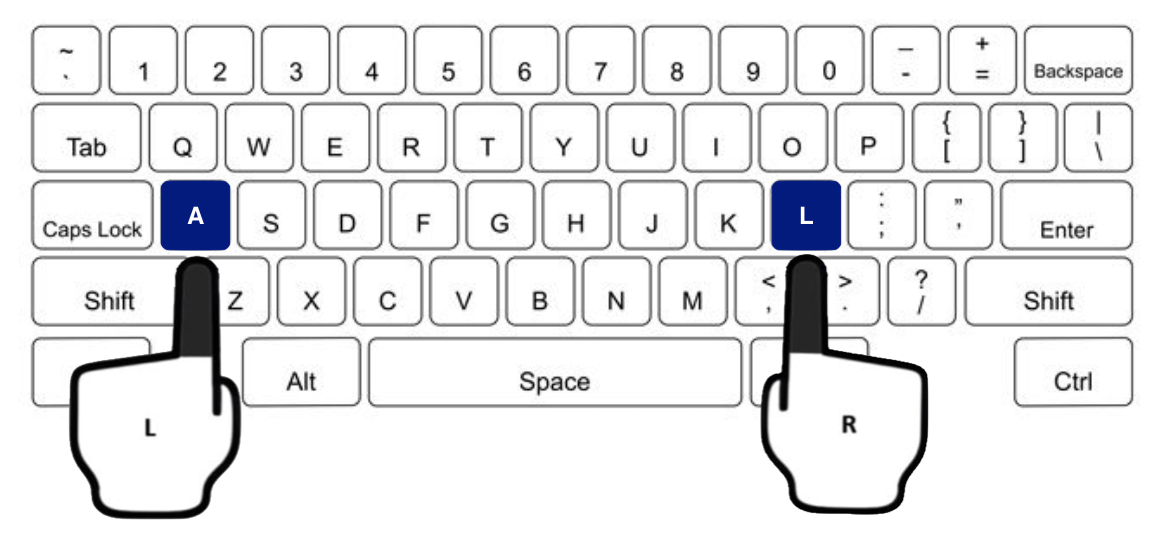 ~ 1 2 3 4 5 6 7 8 9 0 _ + Backspace
` - =
Tab Q W E R T Y U I O P { } |
[ ] \
Caps Lock A S D F G H J K L : " Enter
; '
Shift Z X C V B N M < > ? Shift
, . /
Alt Space Ctrl
L R